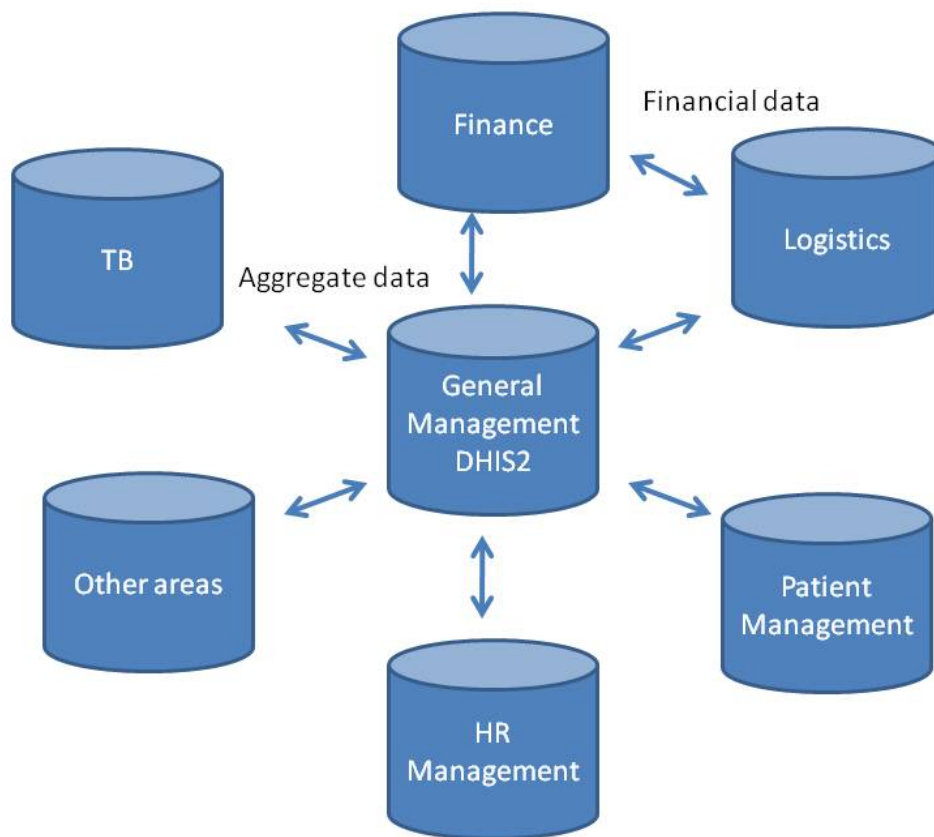 Finance
Financial data
Logistics
TB
Aggregate data
General
Management
DHIS2
Other areas
Patient
Management
HR
Management